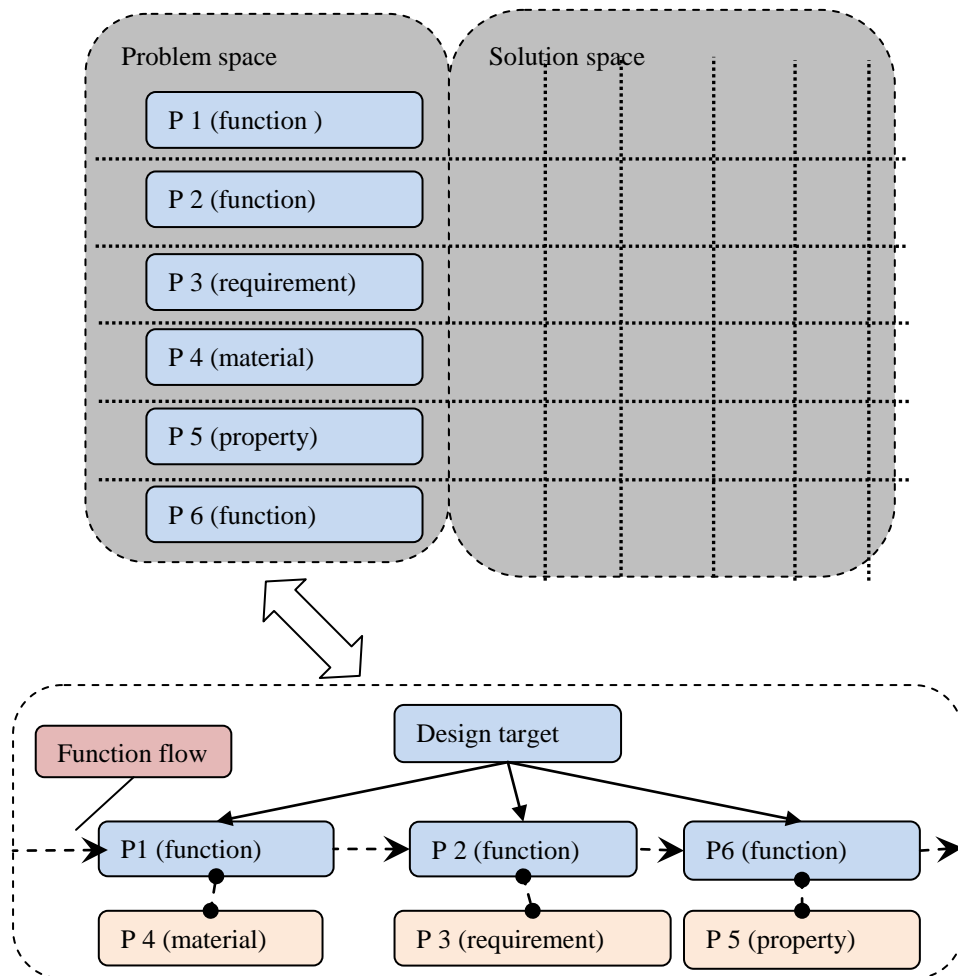 Problem space
Solution space
P 1 (function )
P 2 (function)
P 3 (requirement)
P 4 (material)
P 5 (property)
P 6 (function)
Design target
Function flow
P1 (function)
P 2 (function)
P6 (function)
P 4 (material)
P 3 (requirement)
P 5 (property)